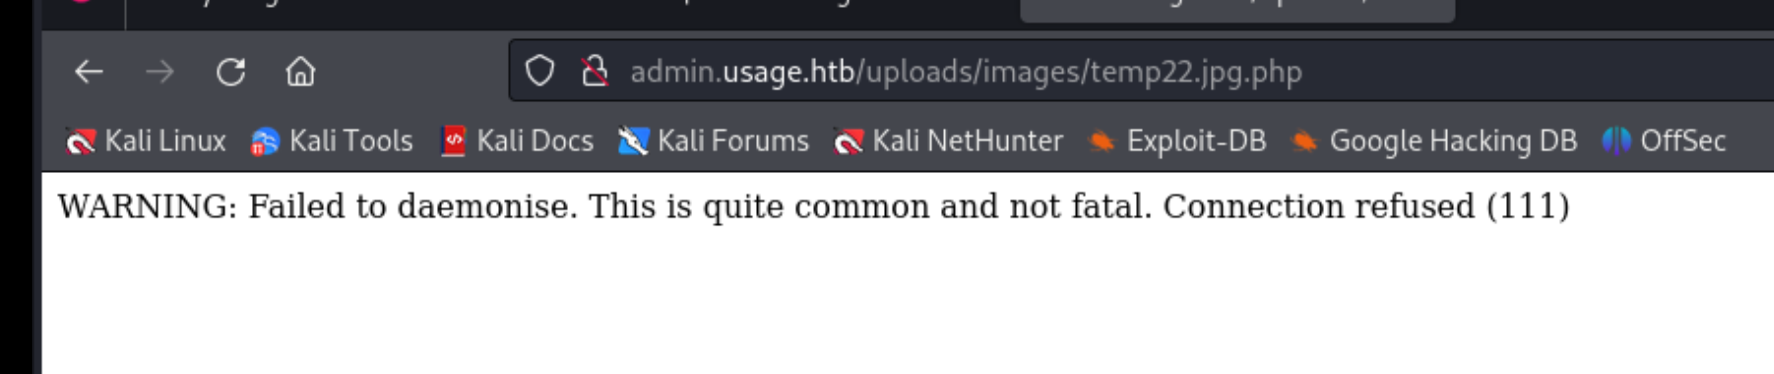 admin.usage.htb/uploads/images/temp22.jpg.php
Kali Linux Kali Tools Kali Docs Kali Forums Kali NetHunter Exploit-DB Google Hacking DB OffSec
WARNING: Failed to daemonise. This is quite common and not fatal. Connection refused (111)